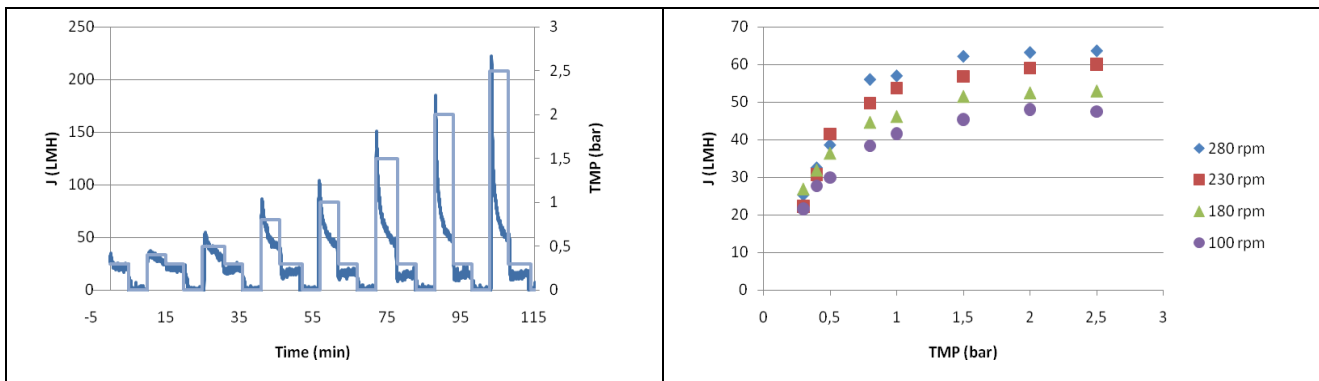 250
200
150
100
50
0
J (LMH)
3
2,5
2
1,5
1
0,5
0
TMP (bar)
-5 15 35 45 55 75 95 115
Time (min)
70
60
50
40
30
20
10
0
J (LMH)
0 0,5 1 1,5 2 2,5 3
TMP (bar)
280 rpm
230 rpm
180 rpm
100 rpm